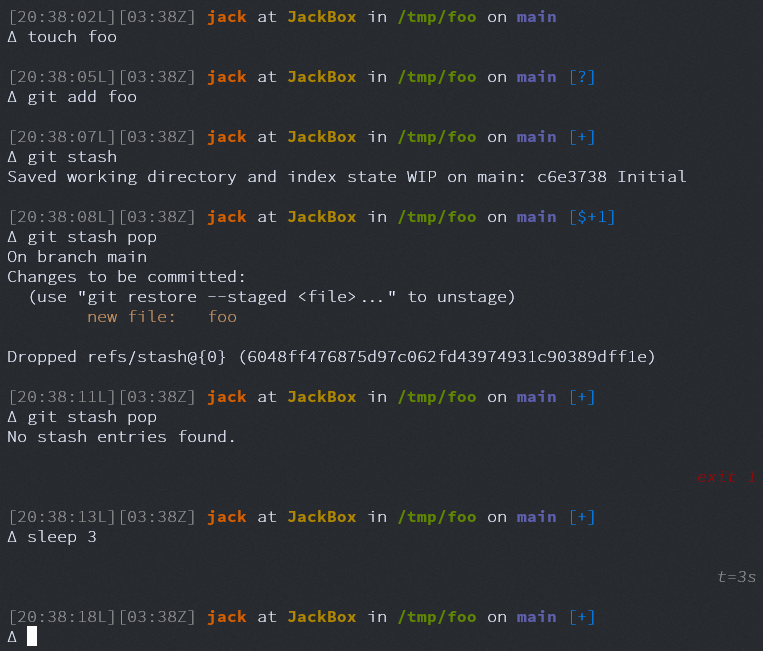 [20:38:02L][03:38Z] jack at JackBox in /tmp/foo on main
Δ touch foo
[20:38:05L][03:38Z] jack at JackBox in /tmp/foo on main [?]
Δ git add foo
[20:38:07L][03:38Z] jack at JackBox in /tmp/foo on main [+]
Δ git stash
Saved working directory and index state WIP on main: c6e3738 Initial
[20:38:08L][03:38Z] jack at JackBox in /tmp/foo on main [$+1]
Δ git stash pop
On branch main
Changes to be committed:
  (use "git restore --staged <file>..." to unstage)
        new file:   foo
Dropped refs/stash@{0} (6048ff476875d97c062fd43974931c90389dff1e)
[20:38:11L][03:38Z] jack at JackBox in /tmp/foo on main [+]
Δ git stash pop
No stash entries found.
exit 1
[20:38:13L][03:38Z] jack at JackBox in /tmp/foo on main [+]
Δ sleep 3
t=3s
[20:38:18L][03:38Z] jack at JackBox in /tmp/foo on main [+]
Δ